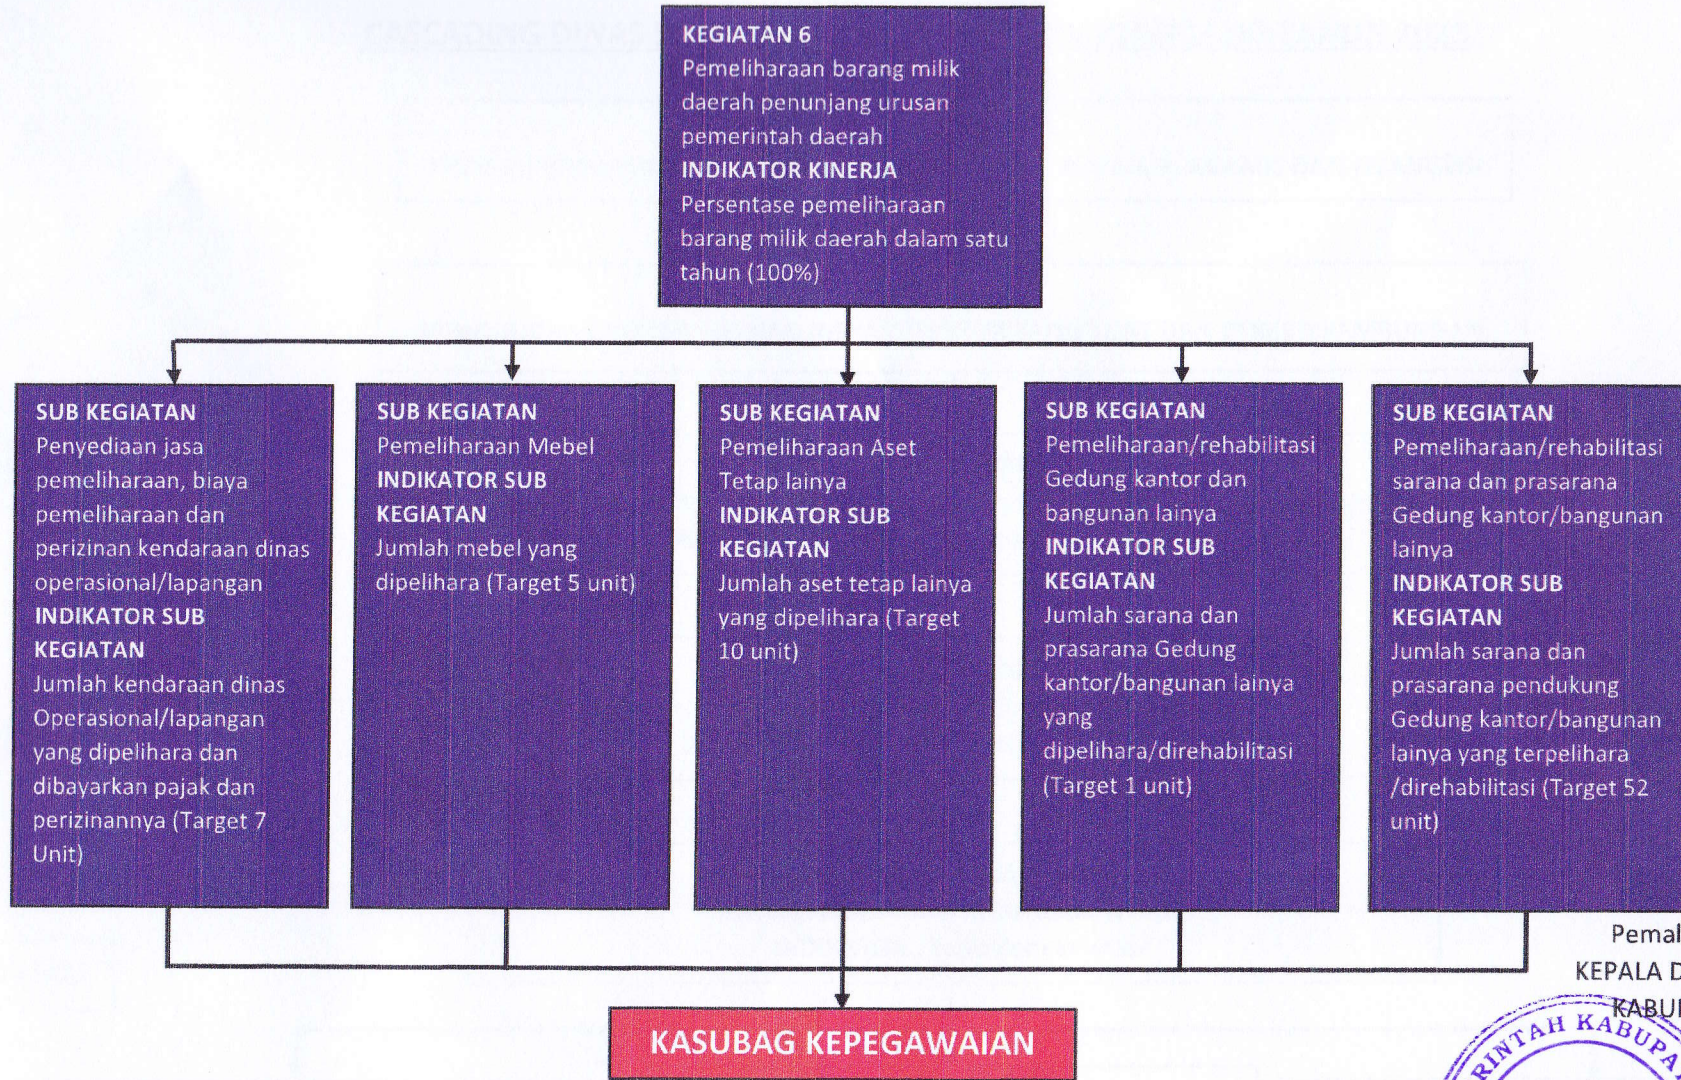 KEGIATAN 6
Pemeliharaan barang milik
daerah penunjang urusan
pemerintah daerah
INDIKATOR KINERJA
Persentase pemeliharaan
barang milik daerah dalam satu
tahun (100%)
SUB KEGIATAN
Penyediaan jasa
pemeliharaan, biaya
pemeliharaan dan
perizinan kendaraan dinas
operasional/lapangan
INDIKATOR SUB
KEGIATAN
Jumlah kendaraan dinas
Operasional/lapangan
yang dipelihara dan
dibayarkan pajak dan
perizinannya (Target 7
Unit)
SUB KEGIATAN
Pemeliharaan Mebel
INDIKATOR SUB
KEGIATAN
Jumlah mebel yang
dipelihara (Target 5 unit)
SUB KEGIATAN
Pemeliharaan Aset
Tetap lainya
INDIKATOR SUB
KEGIATAN
Jumlah aset tetap lainya
yang dipelihara (Target
10 unit)
SUB KEGIATAN
Pemeliharaan/rehabilitasi
Gedung kantor dan
bangunan lainya
INDIKATOR SUB
KEGIATAN
Jumlah sarana dan
prasarana Gedung
kantor/bangunan lainya
yang
dipelihara/direhabilitasi
(Target 1 unit)
SUB KEGIATAN
Pemeliharaan/rehabilitasi
sarana dan prasarana
Gedung kantor/bangunan
lainya
INDIKATOR SUB
KEGIATAN
Jumlah sarana dan
prasarana pendukung
Gedung kantor/bangunan
lainya yang terpelihara
/direhabilitasi (Target 52
unit)
Pemal
KEPALA D
KABUP
RINTAH KABUPA
KASUBAG KEPEGAWAIAN